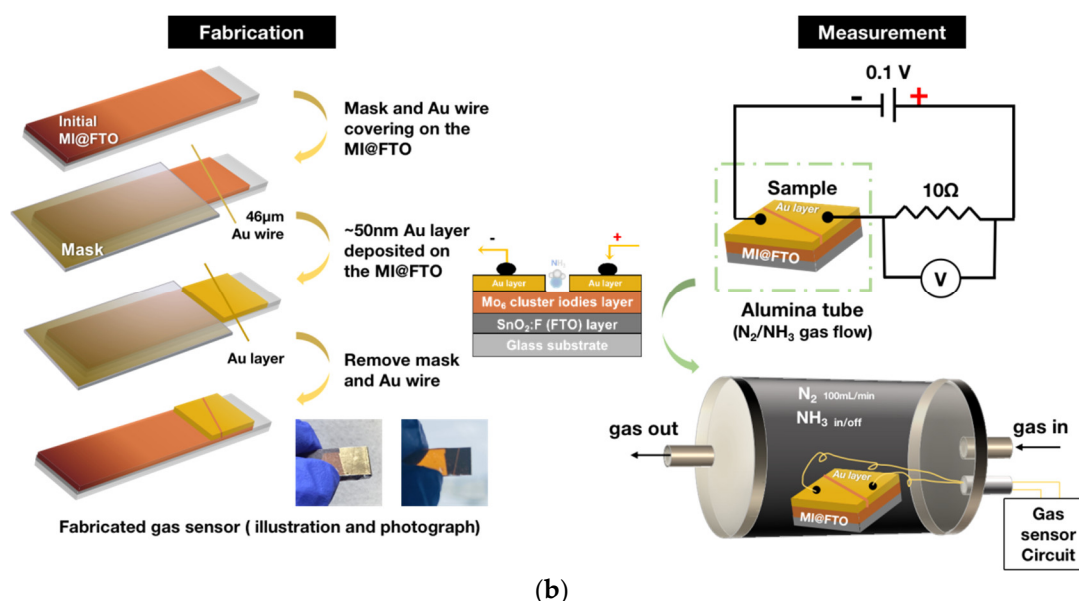 Fabrication
Initial
MI@FTO
Mask and Au wire
covering on the
MI@FTO
46μm
Au wire
Mask
~50nm Au layer
deposited on
the MI@FTO
Au layer
Remove mask
and Au wire
Fabricated gas sensor ( illustration and photograph)
-
+
NH₃
Au layer
Au layer
Mo₆ cluster iodies layer
SnO₂:F (FTO) layer
Glass substrate
Measurement
0.1 V
-
+
Sample
Au layer
MI@FTO
10Ω
V
Alumina tube
(N₂/NH₃ gas flow)
N₂ 100mL/min
NH₃ in/off
gas out
gas in
Au layer
MI@FTO
Gas
sensor
Circuit
(b)